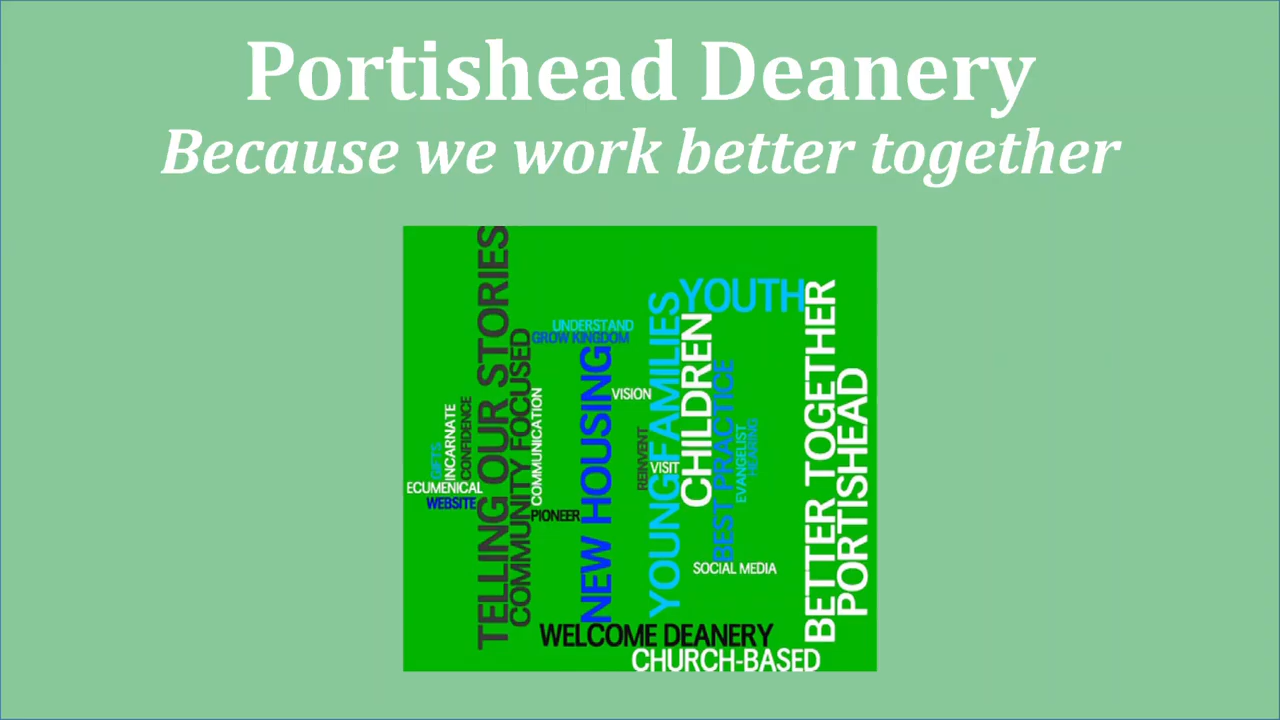 Portishead Deanery
Because we work better together
TELLING OUR STORIES
COMMUNITY FOCUSED
UNDERSTAND
GROW KINGDOM
YOUTH
YOUNG FAMILIES
CHILDREN
NEW HOUSING
VISION
BEST PRACTICE
BETTER TOGETHER
PORTISHEAD
GIFTS
INCARNATE
CONFIDENCE
COMMUNICATION
ECUMENICAL
WEBSITE
PIONEER
REINVENT
VISIT
EVANGELIST
HEARING
SOCIAL MEDIA
WELCOME DEANERY
CHURCH-BASED